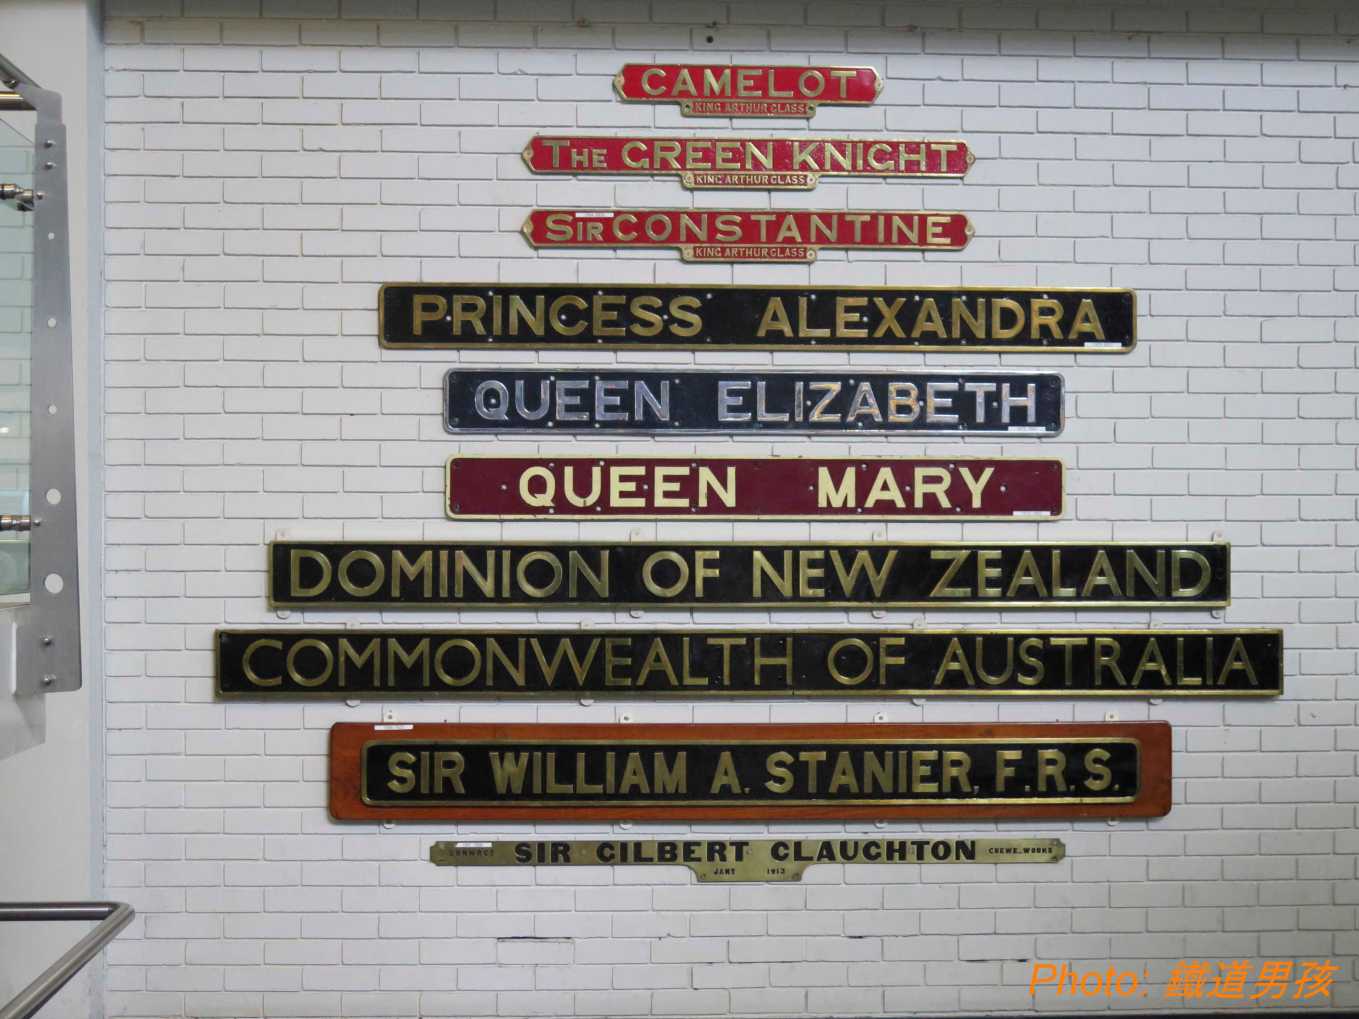 CAMELOT
KING ARTHUR CLASS
THE GREEN KNIGHT
KING ARTHUR CLASS
SIR CONSTANTINE
KING ARTHUR CLASS
PRINCESS ALEXANDRA
QUEEN ELIZABETH
QUEEN MARY
DOMINION OF NEW ZEALAND
COMMONWEALTH OF AUSTRALIA
SIR WILLIAM A. STANIER, F.R.S.
SIR GILBERT CLAUGHTON CREWE WORKS
JANY 1913
Photo: 鐵道男孩